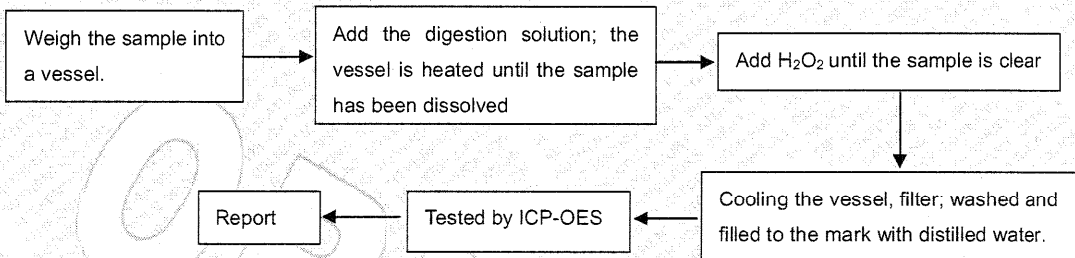 Weigh the sample into
a vessel.
Add the digestion solution; the
vessel is heated until the sample
has been dissolved
Add H₂O₂ until the sample is clear
Cooling the vessel, filter; washed and
filled to the mark with distilled water.
Tested by ICP-OES
Report